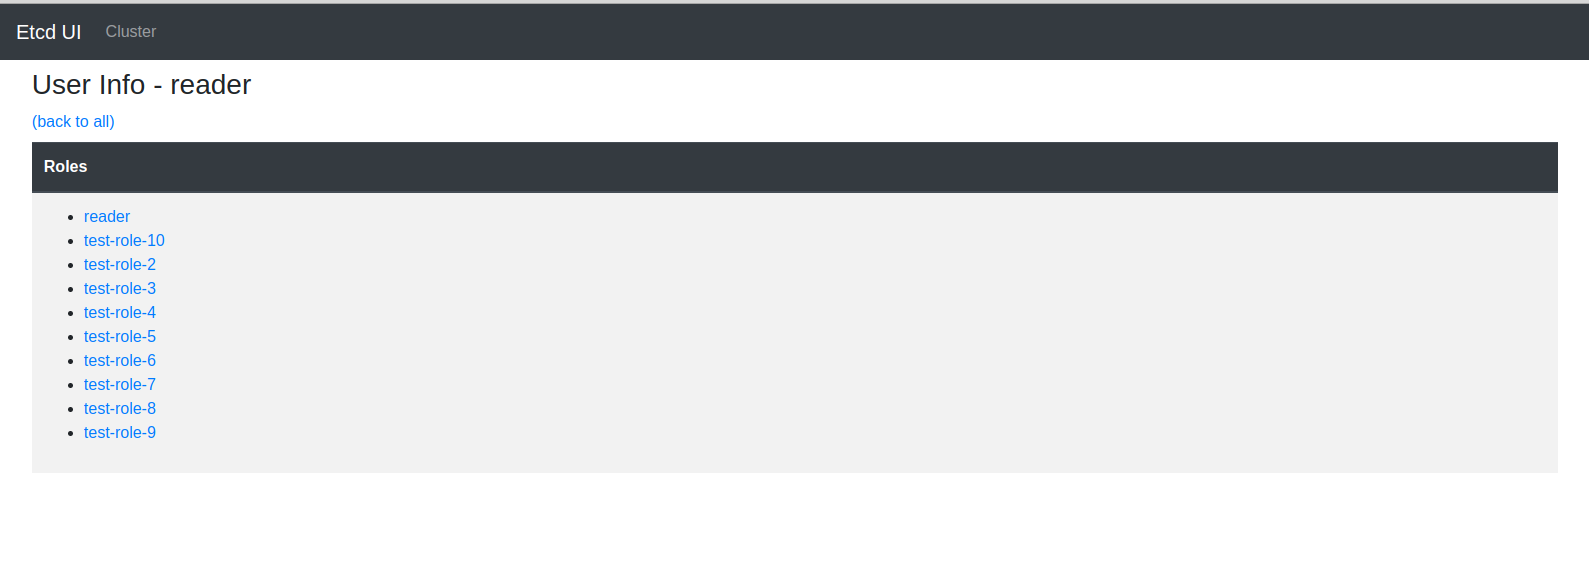 Etcd UI Cluster
User Info - reader
(back to all)
Roles
reader
test-role-10
test-role-2
test-role-3
test-role-4
test-role-5
test-role-6
test-role-7
test-role-8
test-role-9